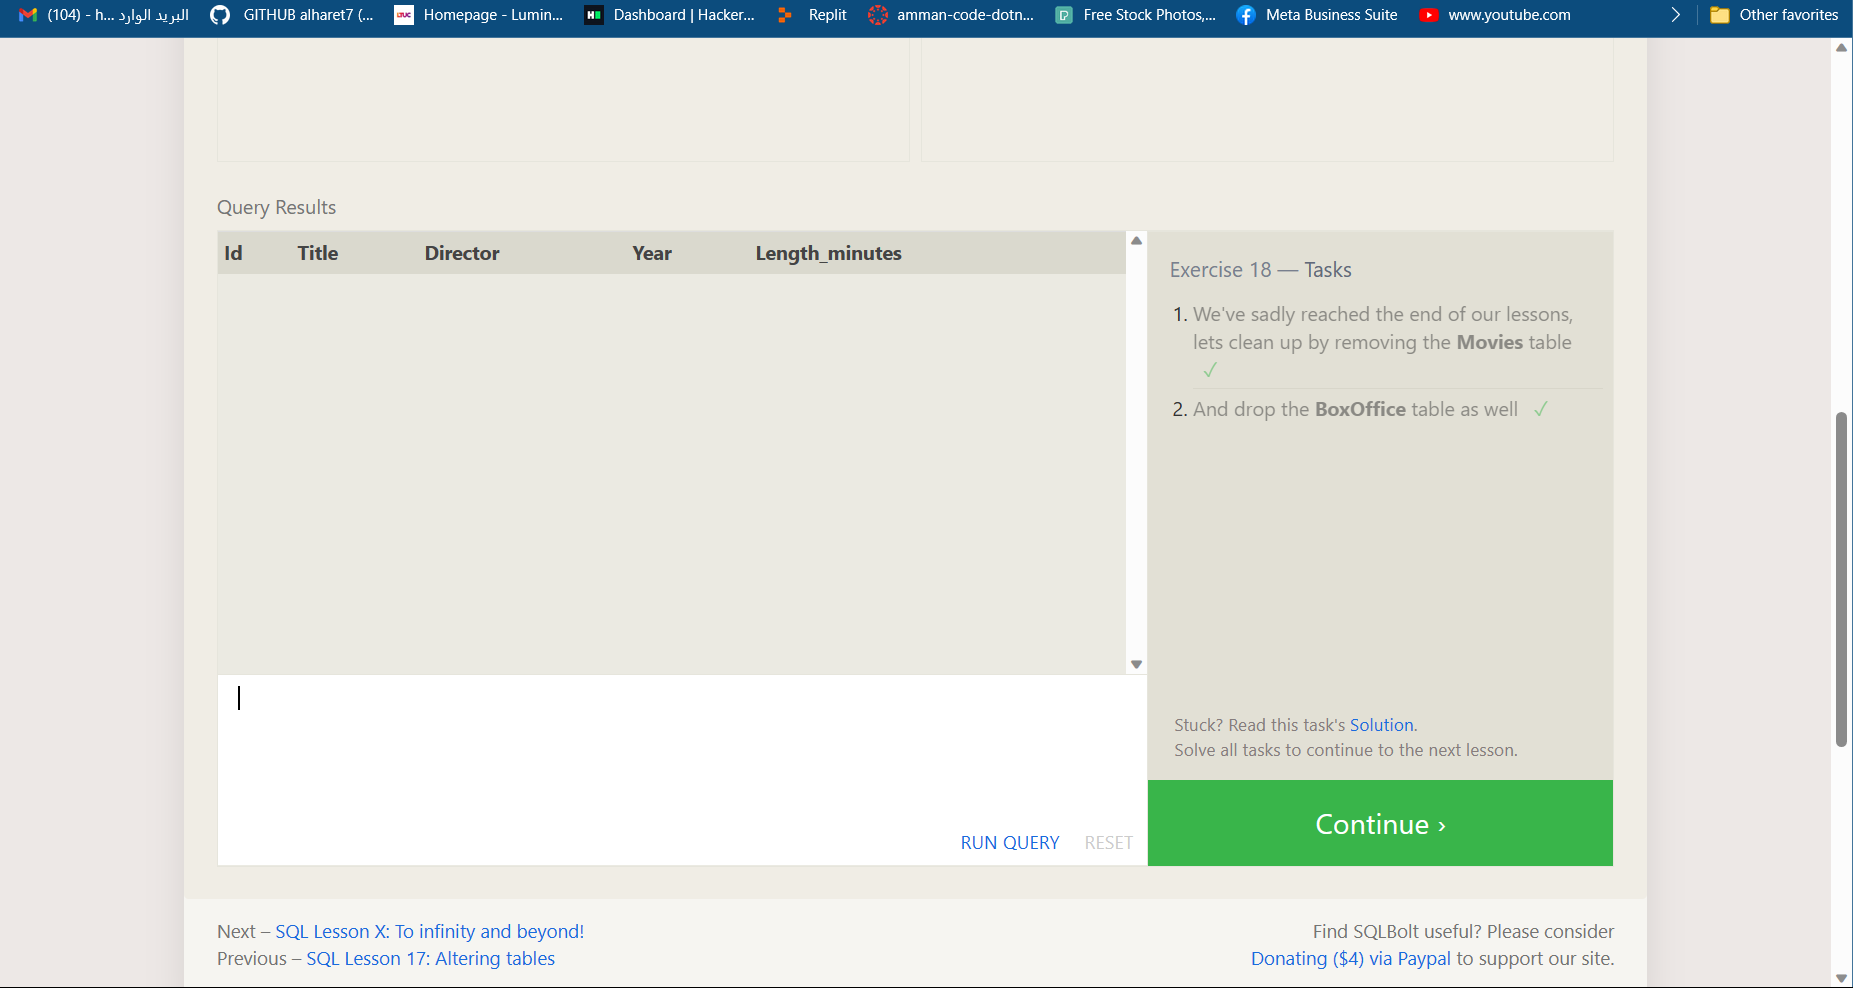 (104) - h... البريد الوارد
GITHUB alharet7 (...
LTUC
Homepage - Lumin...
Dashboard | Hacker...
Replit
amman-code-dotn...
Free Stock Photos,...
Meta Business Suite
www.youtube.com
Other favorites
Query Results
Id Title Director Year Length_minutes
Exercise 18 — Tasks
1. We've sadly reached the end of our lessons,
lets clean up by removing the Movies table
✓
2. And drop the BoxOffice table as well ✓
Stuck? Read this task's Solution.
Solve all tasks to continue to the next lesson.
RUN QUERY RESET
Continue ›
Next – SQL Lesson X: To infinity and beyond!
Previous – SQL Lesson 17: Altering tables
Find SQLBolt useful? Please consider
Donating ($4) via Paypal to support our site.